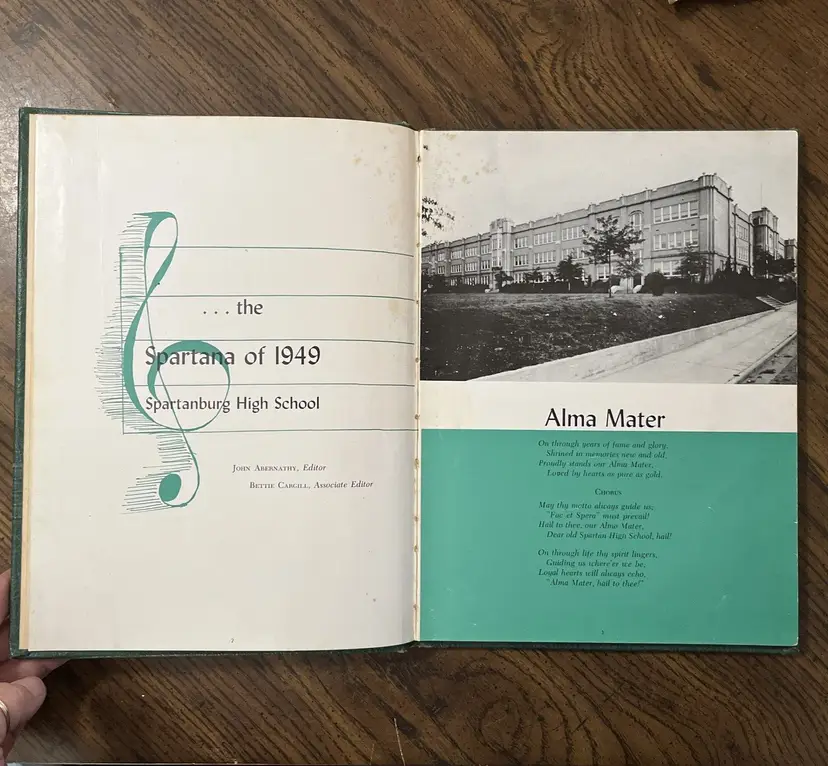 . . . the
Spartana of 1949
Spartanburg High School
John Abernathy, Editor
Bettie Cargill, Associate Editor
Alma Mater
On through years of fame and glory,
Shrined in memories new and old,
Proudly stands our Alma Mater,
Loved by hearts as pure as gold.
Chorus
May thy motto always guide us;
"Fac et Spera" must prevail!
Hail to thee, our Alma Mater,
Dear old Spartan High School, hail!
On through life thy spirit lingers,
Guiding us where'er we be,
Loyal hearts will always echo,
"Alma Mater, hail to thee!"